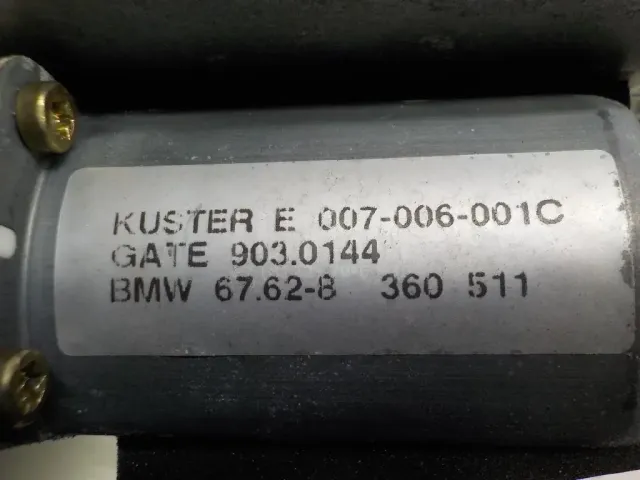 KUSTER E 007-006-001C
GATE 903.0144
BMW 67.62-8 360 511